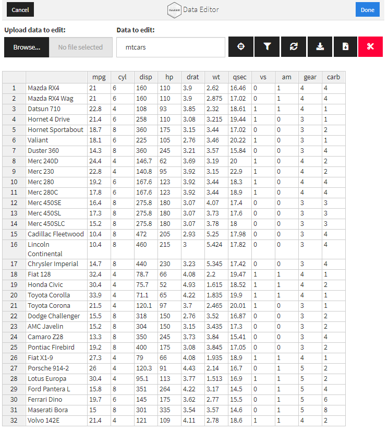 Cancel
Data Editor
Done
Upload data to edit:
Data to edit:
Browse...
No file selected
mtcars
mpg cyl disp hp drat wt qsec vs am gear carb
1 Mazda RX4 21 6 160 110 3.9 2.62 16.46 0 1 4 4
2 Mazda RX4 Wag 21 6 160 110 3.9 2.875 17.02 0 1 4 4
3 Datsun 710 22.8 4 108 93 3.85 2.32 18.61 1 1 4 1
4 Hornet 4 Drive 21.4 6 258 110 3.08 3.215 19.44 1 0 3 1
5 Hornet Sportabout 18.7 8 360 175 3.15 3.44 17.02 0 0 3 2
6 Valiant 18.1 6 225 105 2.76 3.46 20.22 1 0 3 1
7 Duster 360 14.3 8 360 245 3.21 3.57 15.84 0 0 3 4
8 Merc 240D 24.4 4 146.7 62 3.69 3.19 20 1 0 4 2
9 Merc 230 22.8 4 140.8 95 3.92 3.15 22.9 1 0 4 2
10 Merc 280 19.2 6 167.6 123 3.92 3.44 18.3 1 0 4 4
11 Merc 280C 17.8 6 167.6 123 3.92 3.44 18.9 1 0 4 4
12 Merc 450SE 16.4 8 275.8 180 3.07 4.07 17.4 0 0 3 3
13 Merc 450SL 17.3 8 275.8 180 3.07 3.73 17.6 0 0 3 3
14 Merc 450SLC 15.2 8 275.8 180 3.07 3.78 18 0 0 3 3
15 Cadillac Fleetwood 10.4 8 472 205 2.93 5.25 17.98 0 0 3 4
16 Lincoln 10.4 8 460 215 3 5.424 17.82 0 0 3 4
Continental
17 Chrysler Imperial 14.7 8 440 230 3.23 5.345 17.42 0 0 3 4
18 Fiat 128 32.4 4 78.7 66 4.08 2.2 19.47 1 1 4 1
19 Honda Civic 30.4 4 75.7 52 4.93 1.615 18.52 1 1 4 2
20 Toyota Corolla 33.9 4 71.1 65 4.22 1.835 19.9 1 1 4 1
21 Toyota Corona 21.5 4 120.1 97 3.7 2.465 20.01 1 0 3 1
22 Dodge Challenger 15.5 8 318 150 2.76 3.52 16.87 0 0 3 2
23 AMC Javelin 15.2 8 304 150 3.15 3.435 17.3 0 0 3 2
24 Camaro Z28 13.3 8 350 245 3.73 3.84 15.41 0 0 3 4
25 Pontiac Firebird 19.2 8 400 175 3.08 3.845 17.05 0 0 3 2
26 Fiat X1-9 27.3 4 79 66 4.08 1.935 18.9 1 1 4 1
27 Porsche 914-2 26 4 120.3 91 4.43 2.14 16.7 0 1 5 2
28 Lotus Europa 30.4 4 95.1 113 3.77 1.513 16.9 1 1 5 2
29 Ford Pantera L 15.8 8 351 264 4.22 3.17 14.5 0 1 5 4
30 Ferrari Dino 19.7 6 145 175 3.62 2.77 15.5 0 1 5 6
31 Maserati Bora 15 8 301 335 3.54 3.57 14.6 0 1 5 8
32 Volvo 142E 21.4 4 121 109 4.11 2.78 18.6 1 1 4 2